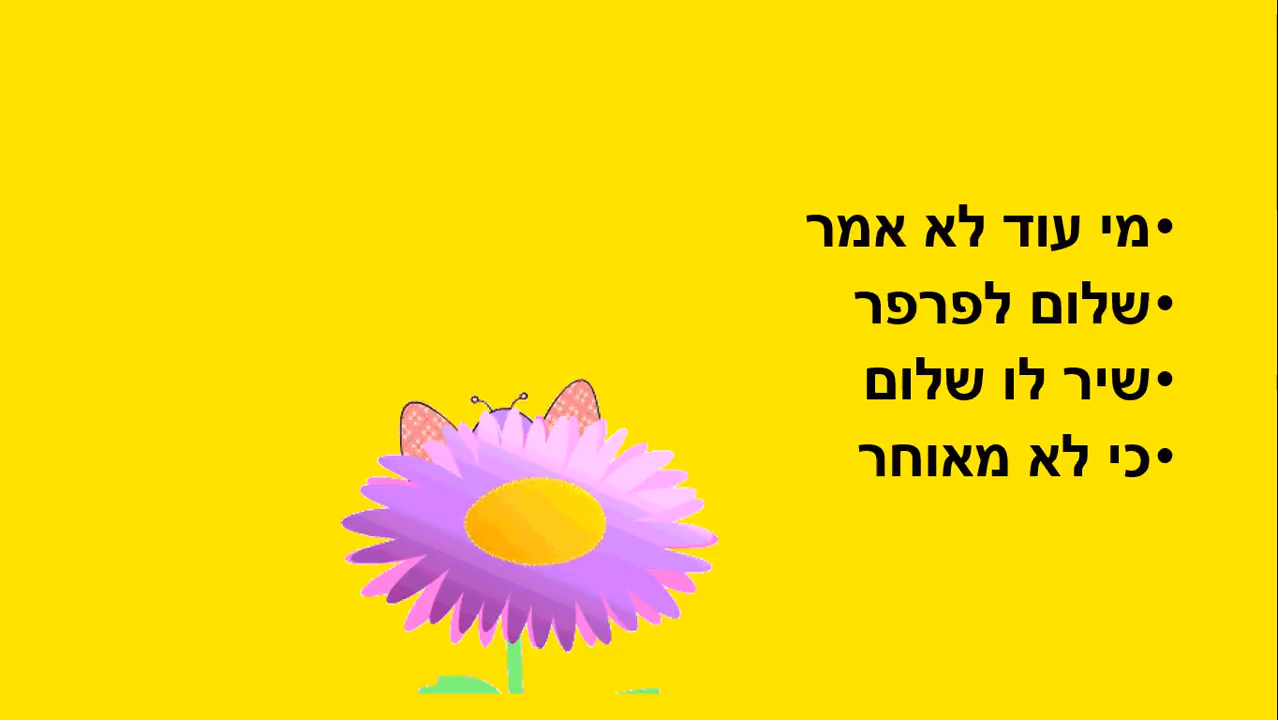 •מי עוד לא אמר
•שלום לפרפר
•שיר לו שלום
•כי לא מאוחר